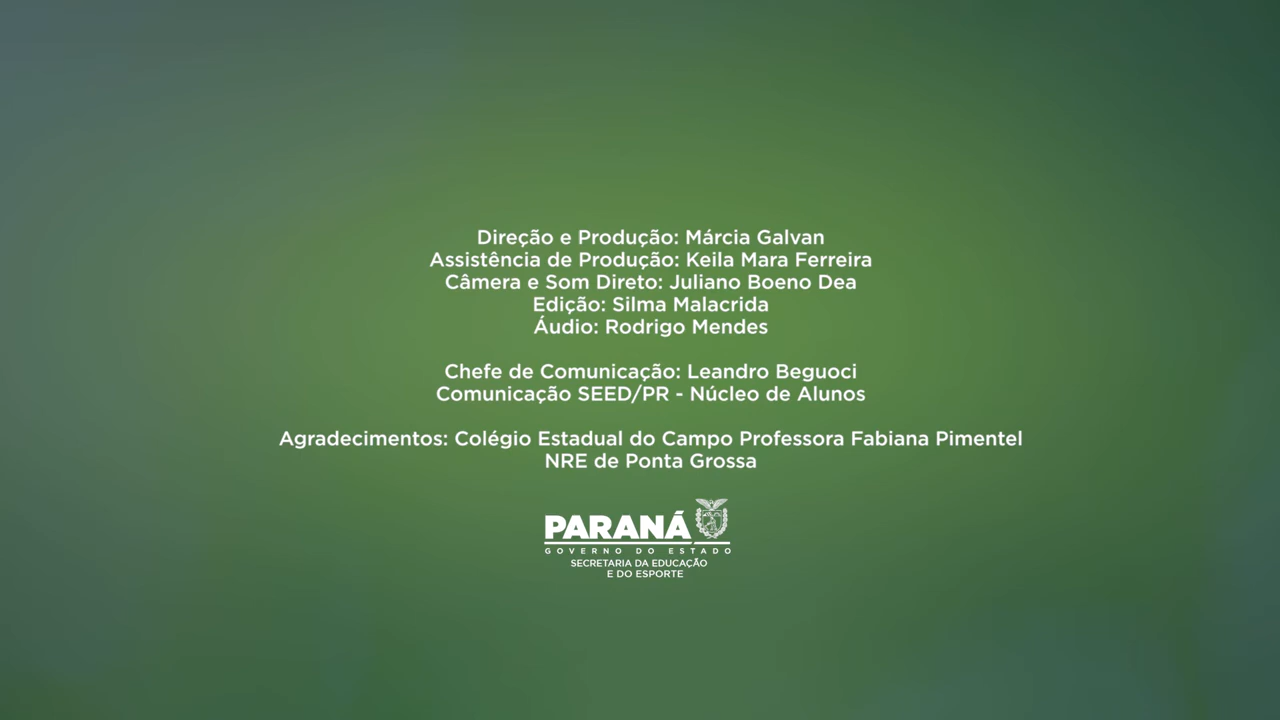 Direção e Produção: Márcia Galvan
Assistência de Produção: Keila Mara Ferreira
Câmera e Som Direto: Juliano Boeno Dea
Edição: Silma Malacrida
Áudio: Rodrigo Mendes
Chefe de Comunicação: Leandro Beguoci
Comunicação SEED/PR - Núcleo de Alunos
Agradecimentos: Colégio Estadual do Campo Professora Fabiana Pimentel
NRE de Ponta Grossa
PARANÁ
GOVERNO DO ESTADO
SECRETARIA DA EDUCAÇÃO
E DO ESPORTE